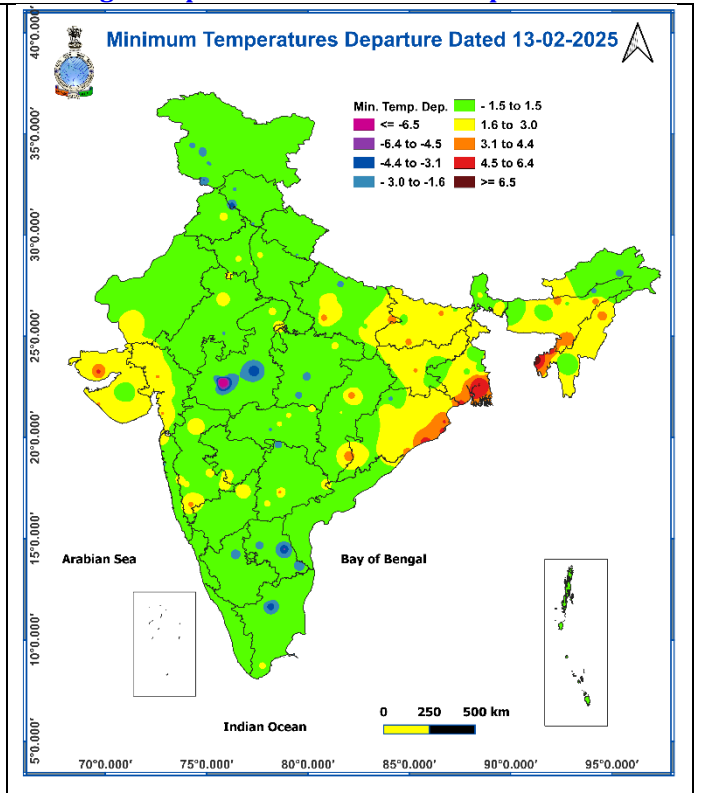 Minimum Temperatures Departure Dated 13-02-2025
Min. Temp. Dep.
<= -6.5
-6.4 to -4.5
-4.4 to -3.1
- 3.0 to -1.6
- 1.5 to 1.5
1.6 to 3.0
3.1 to 4.4
4.5 to 6.4
>= 6.5
40°0.000'
35°0.000'
30°0.000'
25°0.000'
20°0.000'
15°0.000'
10°0.000'
5°0.000'
Arabian Sea
Bay of Bengal
Indian Ocean
0 250 500 km
70°0.000' 75°0.000' 80°0.000' 85°0.000' 90°0.000' 95°0.000'